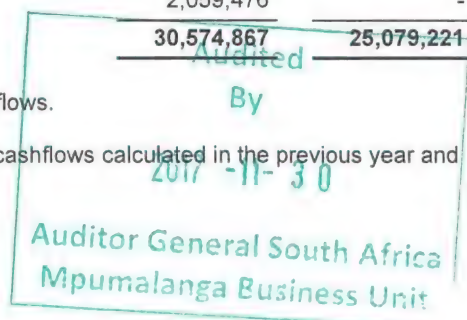 2,059,476 -
30,574,867 25,079,221
Audited
flows.
By
cashflows calculated in the previous year and
2017 -11- 30
Auditor General South Africa
Mpumalanga Business Unit